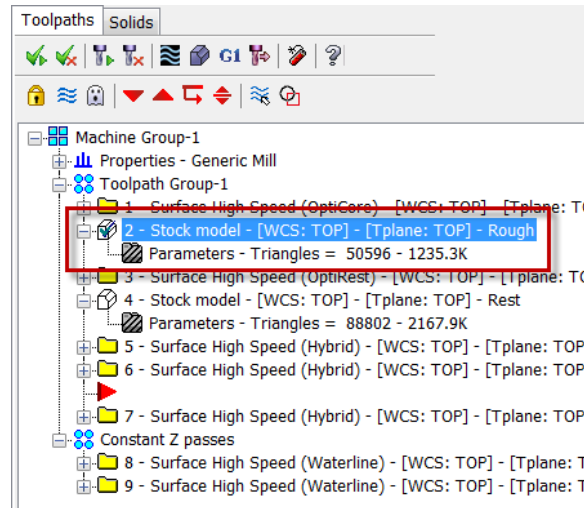 Toolpaths Solids
G1
Machine Group-1
Properties - Generic Mill
Toolpath Group-1
1 - Surface High Speed (OptiCore) - [WCS: TOP] - [Tplane: TO
2 - Stock model - [WCS: TOP] - [Tplane: TOP] - Rough
Parameters - Triangles = 50596 - 1235.3K
3 - Surface High Speed (OptiRest) - [WCS: TOP] - [Tplane: TO
4 - Stock model - [WCS: TOP] - [Tplane: TOP] - Rest
Parameters - Triangles = 88802 - 2167.9K
5 - Surface High Speed (Hybrid) - [WCS: TOP] - [Tplane: TOP
6 - Surface High Speed (Hybrid) - [WCS: TOP] - [Tplane: TOP
7 - Surface High Speed (Hybrid) - [WCS: TOP] - [Tplane: TOP
Constant Z passes
8 - Surface High Speed (Waterline) - [WCS: TOP] - [Tplane: T
9 - Surface High Speed (Waterline) - [WCS: TOP] - [Tplane: T